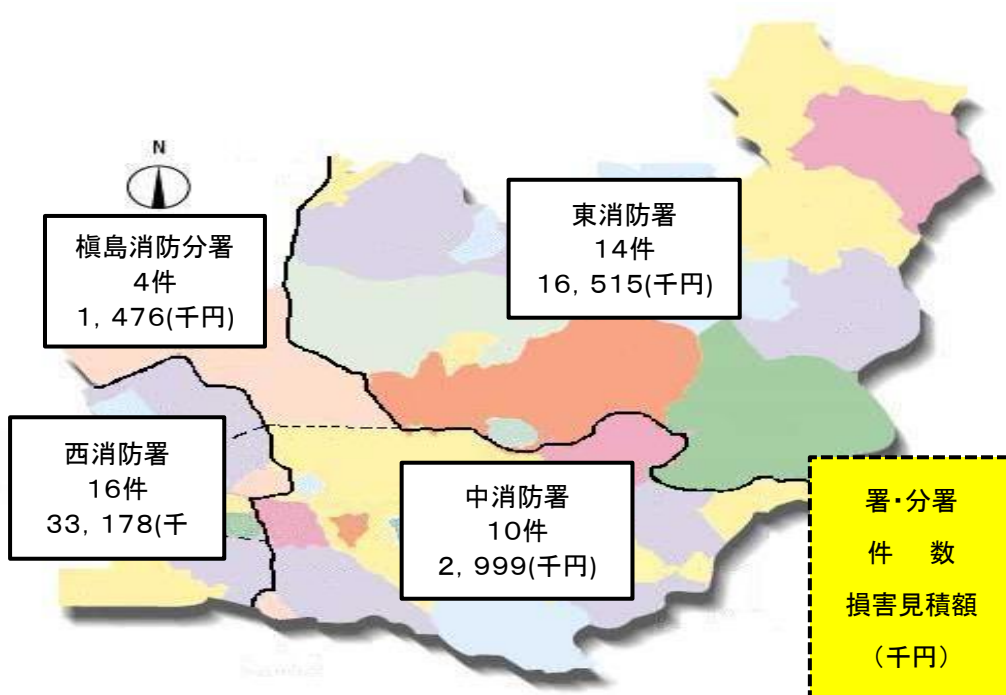 N
槇島消防分署
4件
1,476(千円)
東消防署
14件
16,515(千円)
西消防署
16件
33,178(千
中消防署
10件
2,999(千円)
署・分署
件　数
損害見積額
（千円）